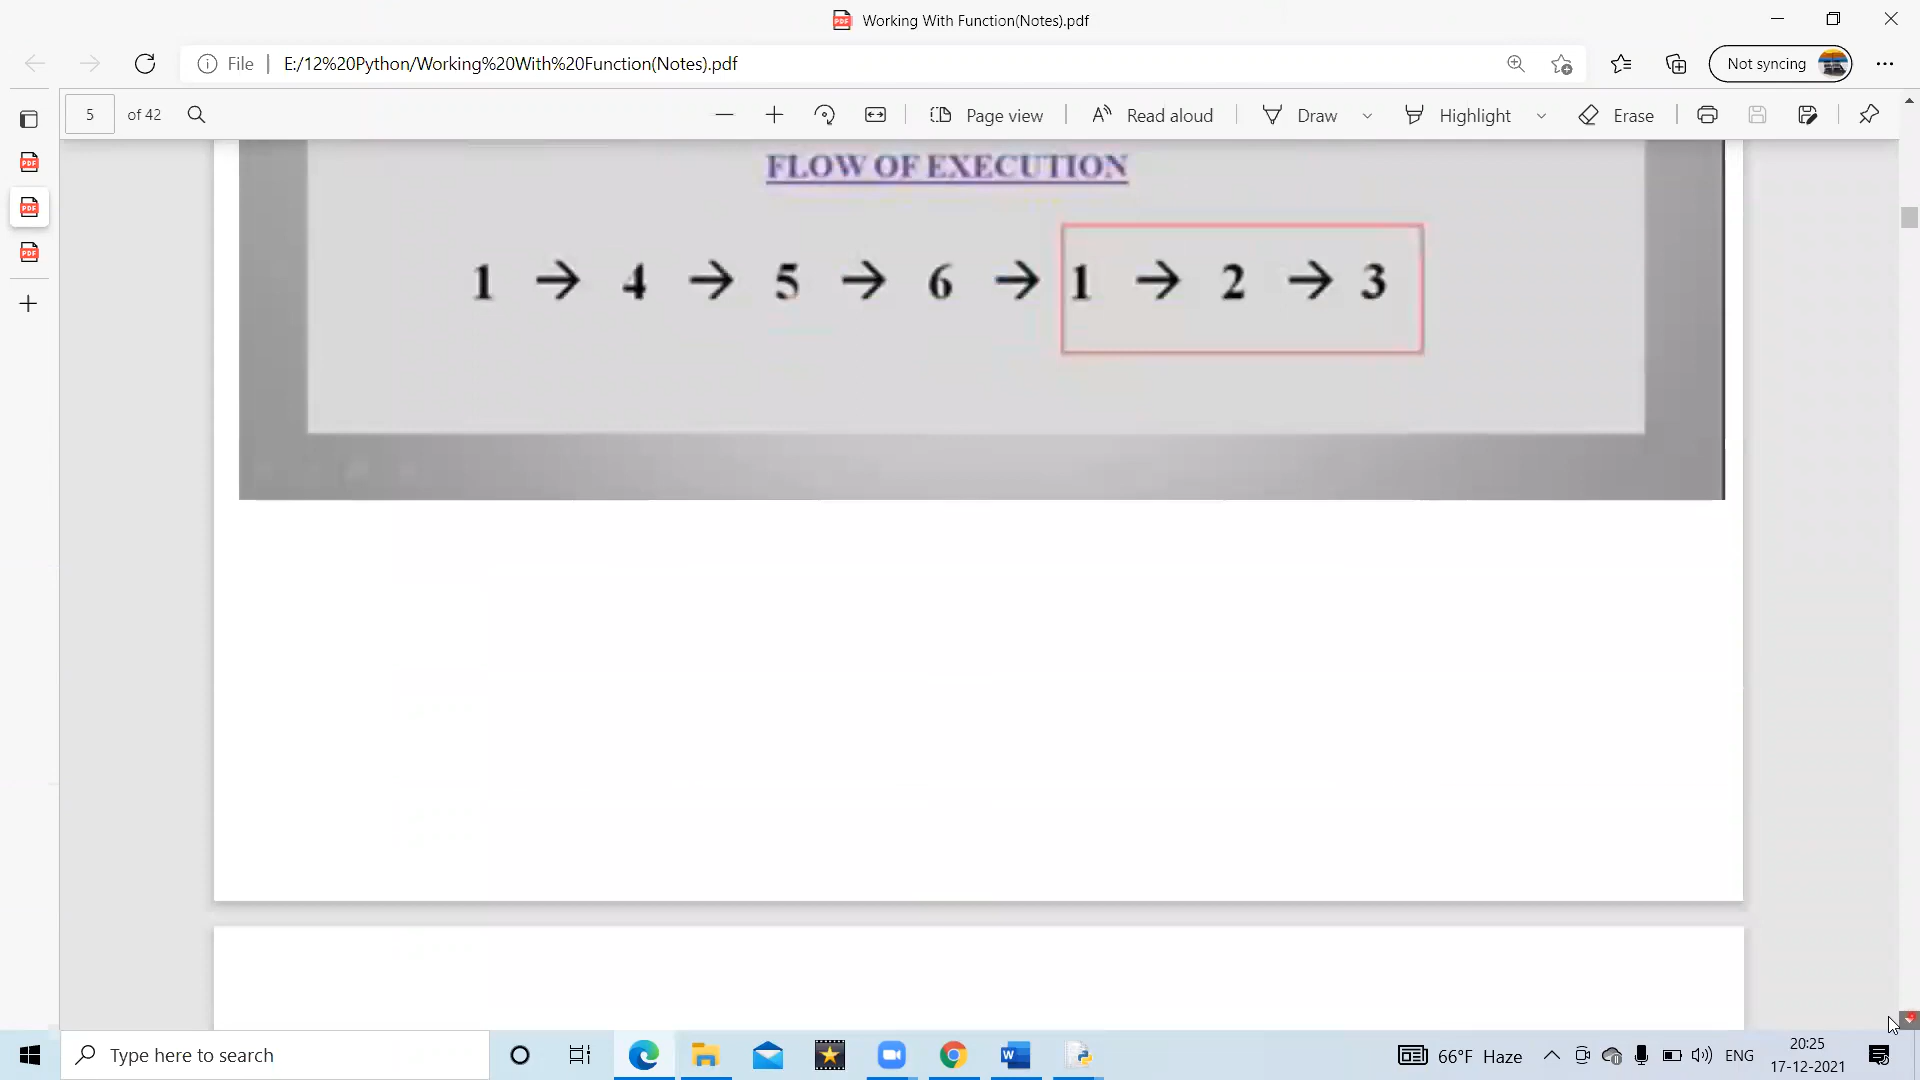 Working With Function(Notes).pdf
File
E:/12%20Python/Working%20With%20Function(Notes).pdf
Not syncing
5 of 42
Page view
Read aloud
Draw
Highlight
Erase
FLOW OF EXECUTION
1 → 4 → 5 → 6 → 1 → 2 → 3
Type here to search
66°F Haze
ENG
20:25
17-12-2021